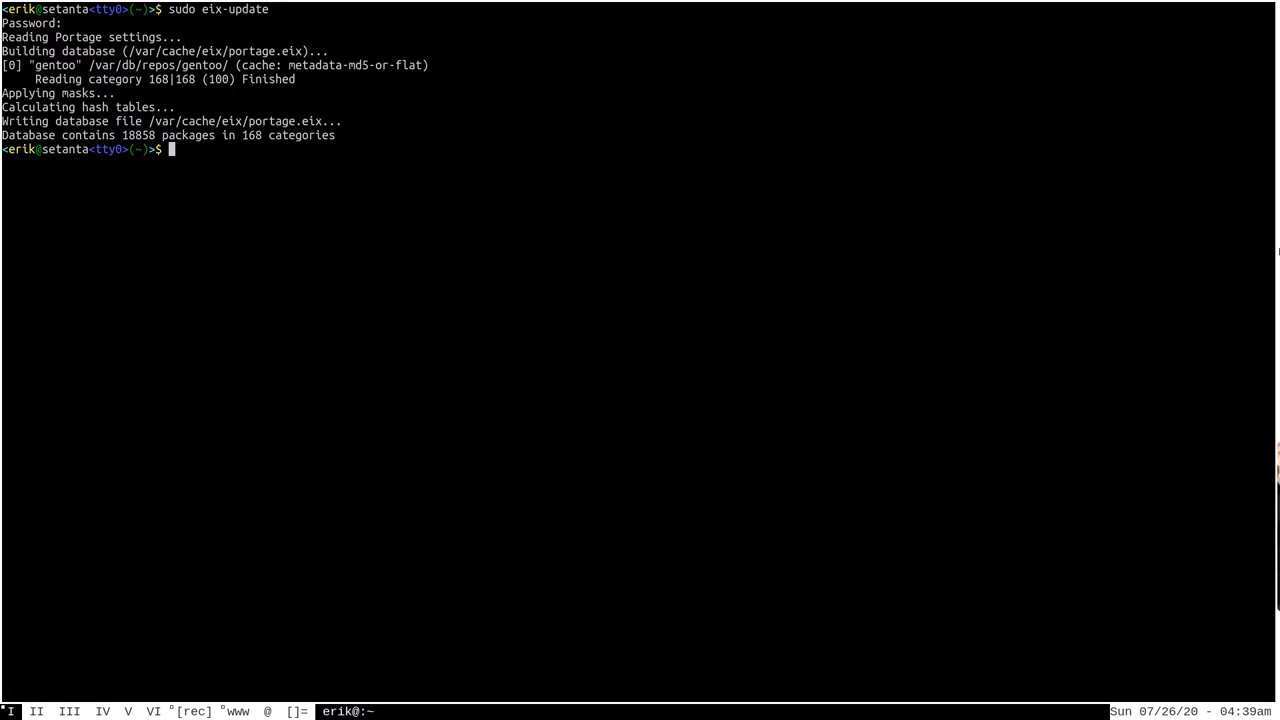 <erik@setanta<tty0>(~)>$ sudo eix-update
Password:
Reading Portage settings...
Building database (/var/cache/eix/portage.eix)...
[0] "gentoo" /var/db/repos/gentoo/ (cache: metadata-md5-or-flat)
     Reading category 168|168 (100) Finished
Applying masks...
Calculating hash tables...
Writing database file /var/cache/eix/portage.eix...
Database contains 18858 packages in 168 categories
<erik@setanta<tty0>(~)>$
I II III IV V VI [rec] www @ []= erik@:~ Sun 07/26/20 - 04:39am